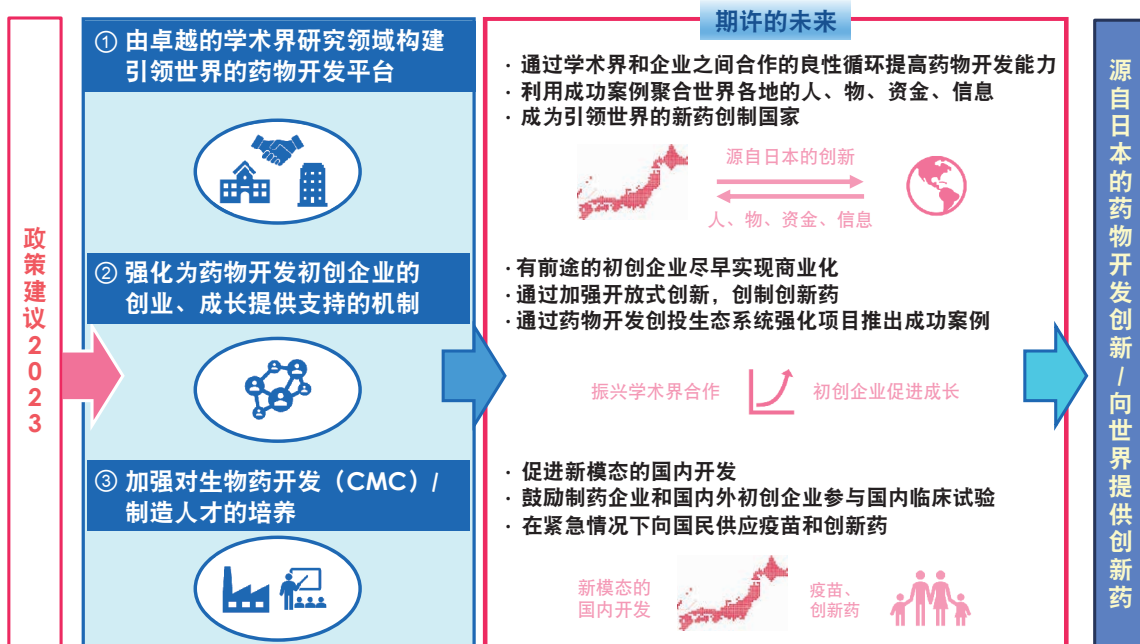 政策建议2023
① 由卓越的学术界研究领域构建
引领世界的药物开发平台
② 强化为药物开发初创企业的
创业、成长提供支持的机制
③ 加强对生物药开发（CMC）/
制造人才的培养
期许的未来
· 通过学术界和企业之间合作的良性循环提高药物开发能力
· 利用成功案例聚合世界各地的人、物、资金、信息
· 成为引领世界的新药创制国家
源自日本的创新
人、物、资金、信息
· 有前途的初创企业尽早实现商业化
· 通过加强开放式创新，创制创新药
· 通过药物开发创投生态系统强化项目推出成功案例
振兴学术界合作
初创企业促进成长
· 促进新模态的国内开发
· 鼓励制药企业和国内外初创企业参与国内临床试验
· 在紧急情况下向国民供应疫苗和创新药
新模态的
国内开发
疫苗、
创新药
源自日本的药物开发创新/向世界提供创新药